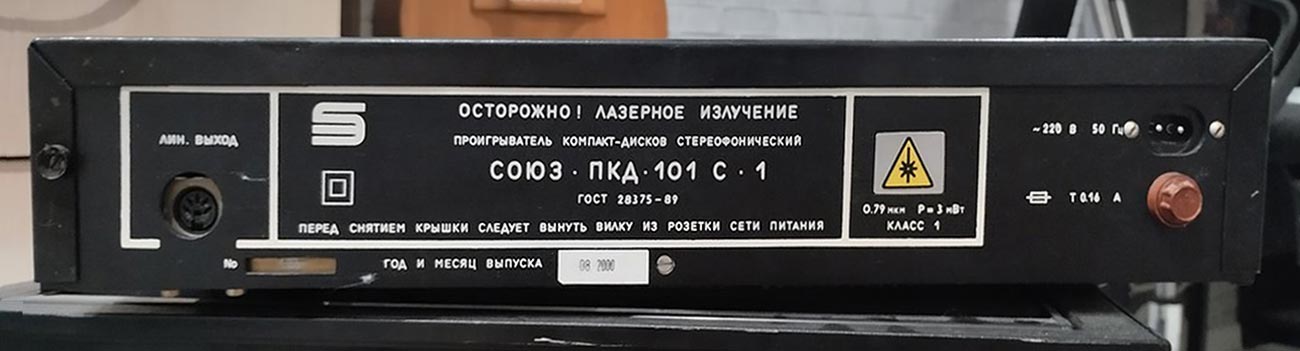 ЛИН. ВЫХОД
ОСТОРОЖНО! ЛАЗЕРНОЕ ИЗЛУЧЕНИЕ
ПРОИГРЫВАТЕЛЬ КОМПАКТ-ДИСКОВ СТЕРЕОФОНИЧЕСКИЙ
СОЮЗ · ПКД · 101 С · 1
ГОСТ 28375-89
ПЕРЕД СНЯТИЕМ КРЫШКИ СЛЕДУЕТ ВЫНУТЬ ВИЛКУ ИЗ РОЗЕТКИ СЕТИ ПИТАНИЯ
0.79 мкм P = 3 мВт
КЛАСС 1
~220 В 50 Гц
Т 0.16 А
No
ГОД И МЕСЯЦ ВЫПУСКА
08 2000